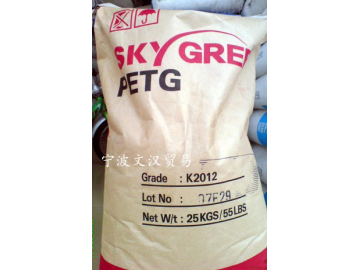 SKYGREE
PETG
宁波文汉贸易
Grade : K2012
Lot No :
Net W/t : 25KGS/55LBS